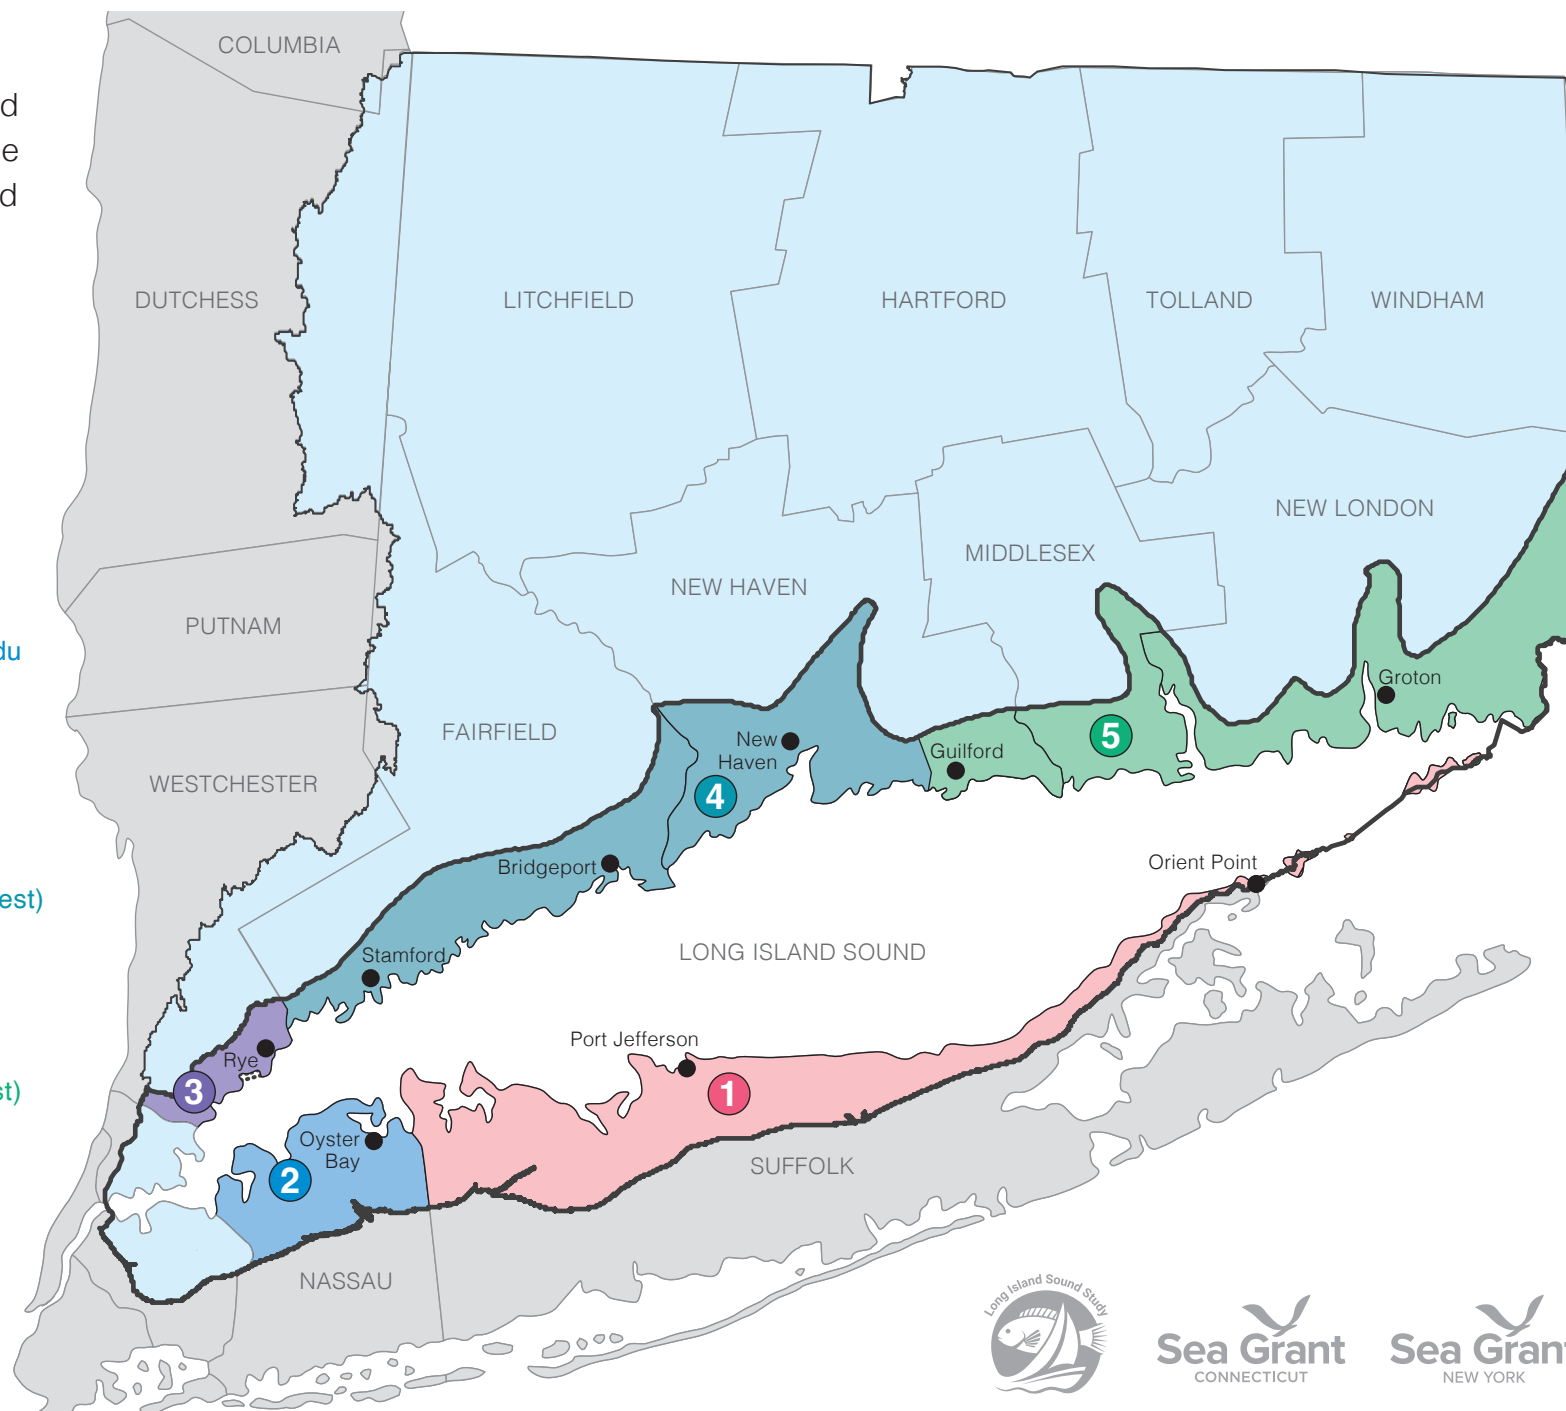 COLUMBIA
d
e
d
DUTCHESS
LITCHFIELD
HARTFORD
TOLLAND
WINDHAM
NEW LONDON
MIDDLESEX
NEW HAVEN
PUTNAM
du
Groton
FAIRFIELD
New
Haven
5
Guilford
WESTCHESTER
4
Bridgeport
Orient Point
est)
Stamford
LONG ISLAND SOUND
Port Jefferson
Rye
3
1
st)
Oyster
Bay
2
SUFFOLK
NASSAU
Long Island Sound Study
Sea Grant
CONNECTICUT
Sea Grant
NEW YORK